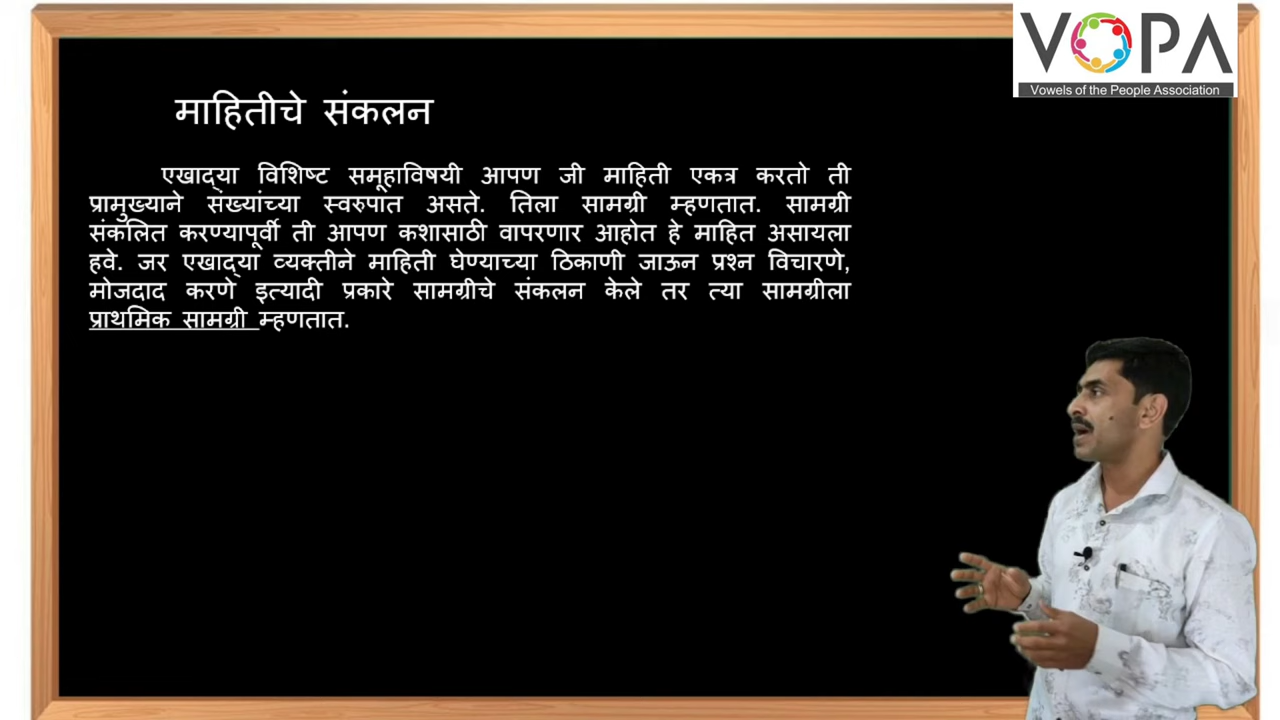 VOPA
Vowels of the People Association
माहितीचे संकलन
एखाद्या विशिष्ट समूहाविषयी आपण जी माहिती एकत्र करतो ती
प्रामुख्याने संख्यांच्या स्वरुपात असते. तिला सामग्री म्हणतात. सामग्री
संकलित करण्यापूर्वी ती आपण कशासाठी वापरणार आहोत हे माहित असायला
हवे. जर एखाद्या व्यक्तीने माहिती घेण्याच्या ठिकाणी जाऊन प्रश्न विचारणे,
मोजदाद करणे इत्यादी प्रकारे सामग्रीचे संकलन केले तर त्या सामग्रीला
प्राथमिक सामग्री म्हणतात.